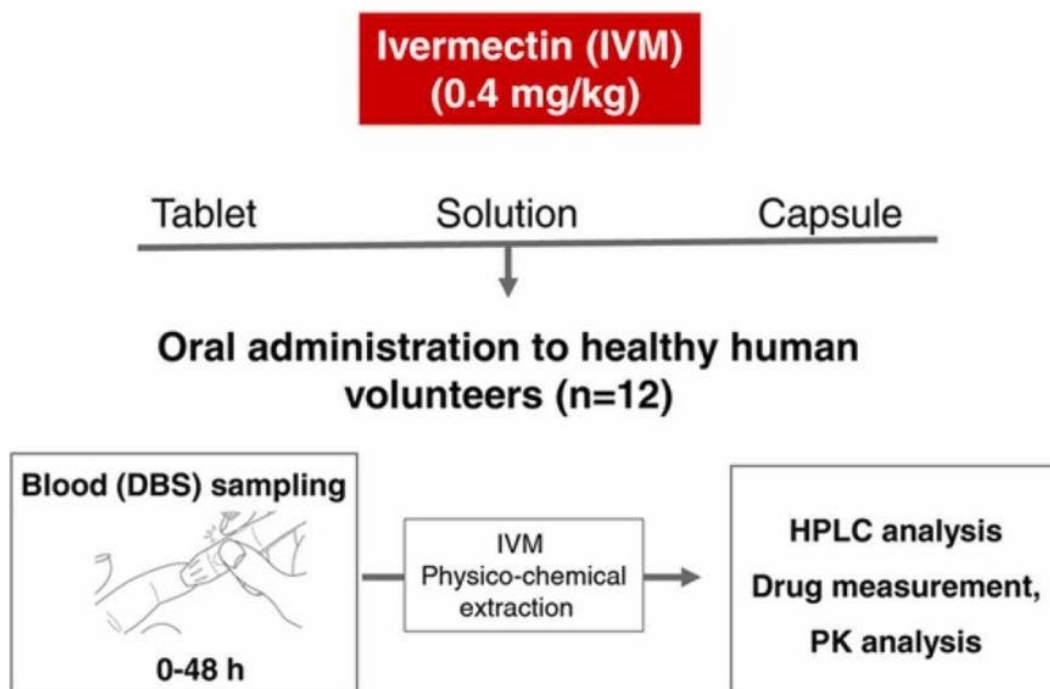 Ivermectin (IVM)
(0.4 mg/kg)
Tablet
Solution
Capsule
Oral administration to healthy human
volunteers (n=12)
Blood (DBS) sampling
0-48 h
IVM
Physico-chemical
extraction
HPLC analysis
Drug measurement,
PK analysis